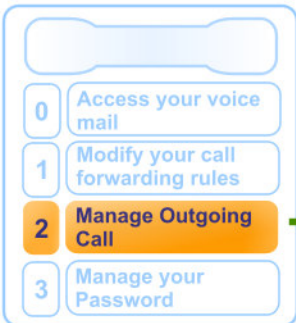 0
Access your voice
mail
1
Modify your call
forwarding rules
2
Manage Outgoing
Call
3
Manage your
Password